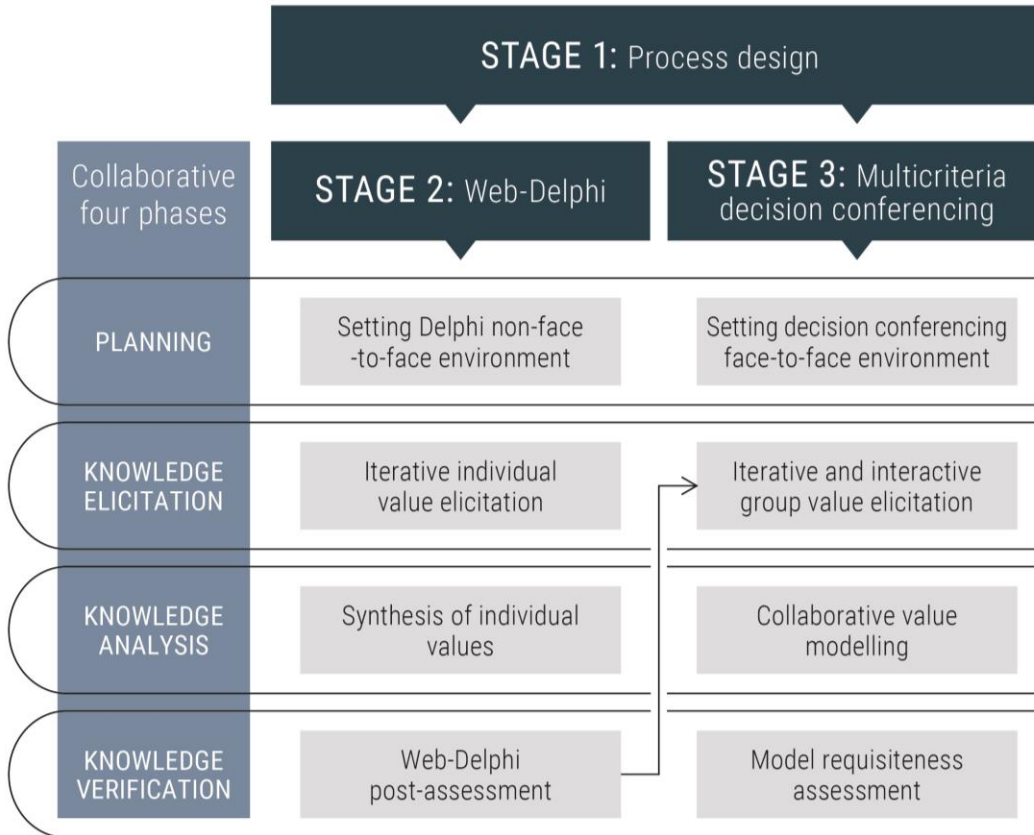 STAGE 1: Process design
Collaborative
four phases
STAGE 2: Web-Delphi
STAGE 3: Multicriteria
decision conferencing
PLANNING
Setting Delphi non-face
-to-face environment
Setting decision conferencing
face-to-face environment
KNOWLEDGE
ELICITATION
Iterative individual
value elicitation
Iterative and interactive
group value elicitation
KNOWLEDGE
ANALYSIS
Synthesis of individual
values
Collaborative value
modelling
KNOWLEDGE
VERIFICATION
Web-Delphi
post-assessment
Model requisiteness
assessment